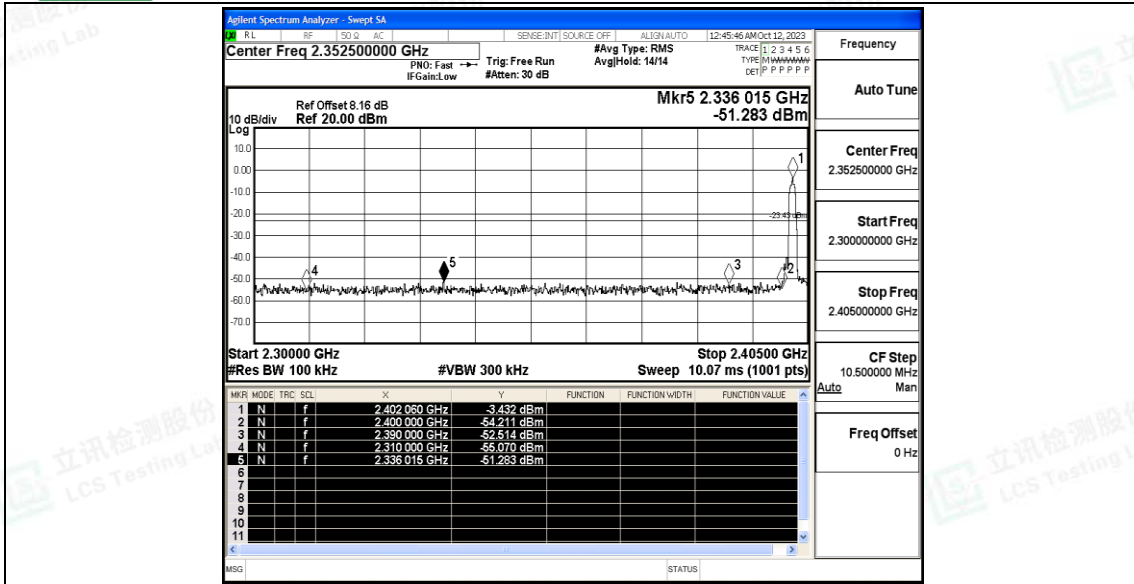 Agilent Spectrum Analyzer - Swept SA
LXI RL RF 50 Ω AC SENSE:INT SOURCE OFF ALIGN AUTO 12:45:46 AM Oct 12, 2023
Center Freq 2.352500000 GHz
PNO: Fast
IFGain:Low
Trig: Free Run
#Atten: 30 dB
#Avg Type: RMS
Avg|Hold: 14/14
TRACE 1 2 3 4 5 6
TYPE M WWWWW
DET P P P P P P
Mkr5 2.336 015 GHz
-51.283 dBm
Ref Offset 8.16 dB
10 dB/div Ref 20.00 dBm
Log
10.0
0.00
-10.0
-20.0
-30.0
-40.0
-50.0
-60.0
-70.0
-23.43 dBm
1
4
5
3
2
Start 2.30000 GHz Stop 2.40500 GHz
#Res BW 100 kHz #VBW 300 kHz Sweep 10.07 ms (1001 pts)
MKR MODE TRC SCL X Y FUNCTION FUNCTION WIDTH FUNCTION VALUE
1 N f 2.402 060 GHz -3.432 dBm
2 N f 2.400 000 GHz -54.211 dBm
3 N f 2.390 000 GHz -52.514 dBm
4 N f 2.310 000 GHz -55.070 dBm
5 N f 2.336 015 GHz -51.283 dBm
6
7
8
9
10
11
MSG STATUS
Frequency
Auto Tune
Center Freq
2.352500000 GHz
Start Freq
2.300000000 GHz
Stop Freq
2.405000000 GHz
CF Step
10.500000 MHz
Auto Man
Freq Offset
0 Hz
立讯检测股份
LCS Testing Lab
立讯检测股份
LCS Testing L